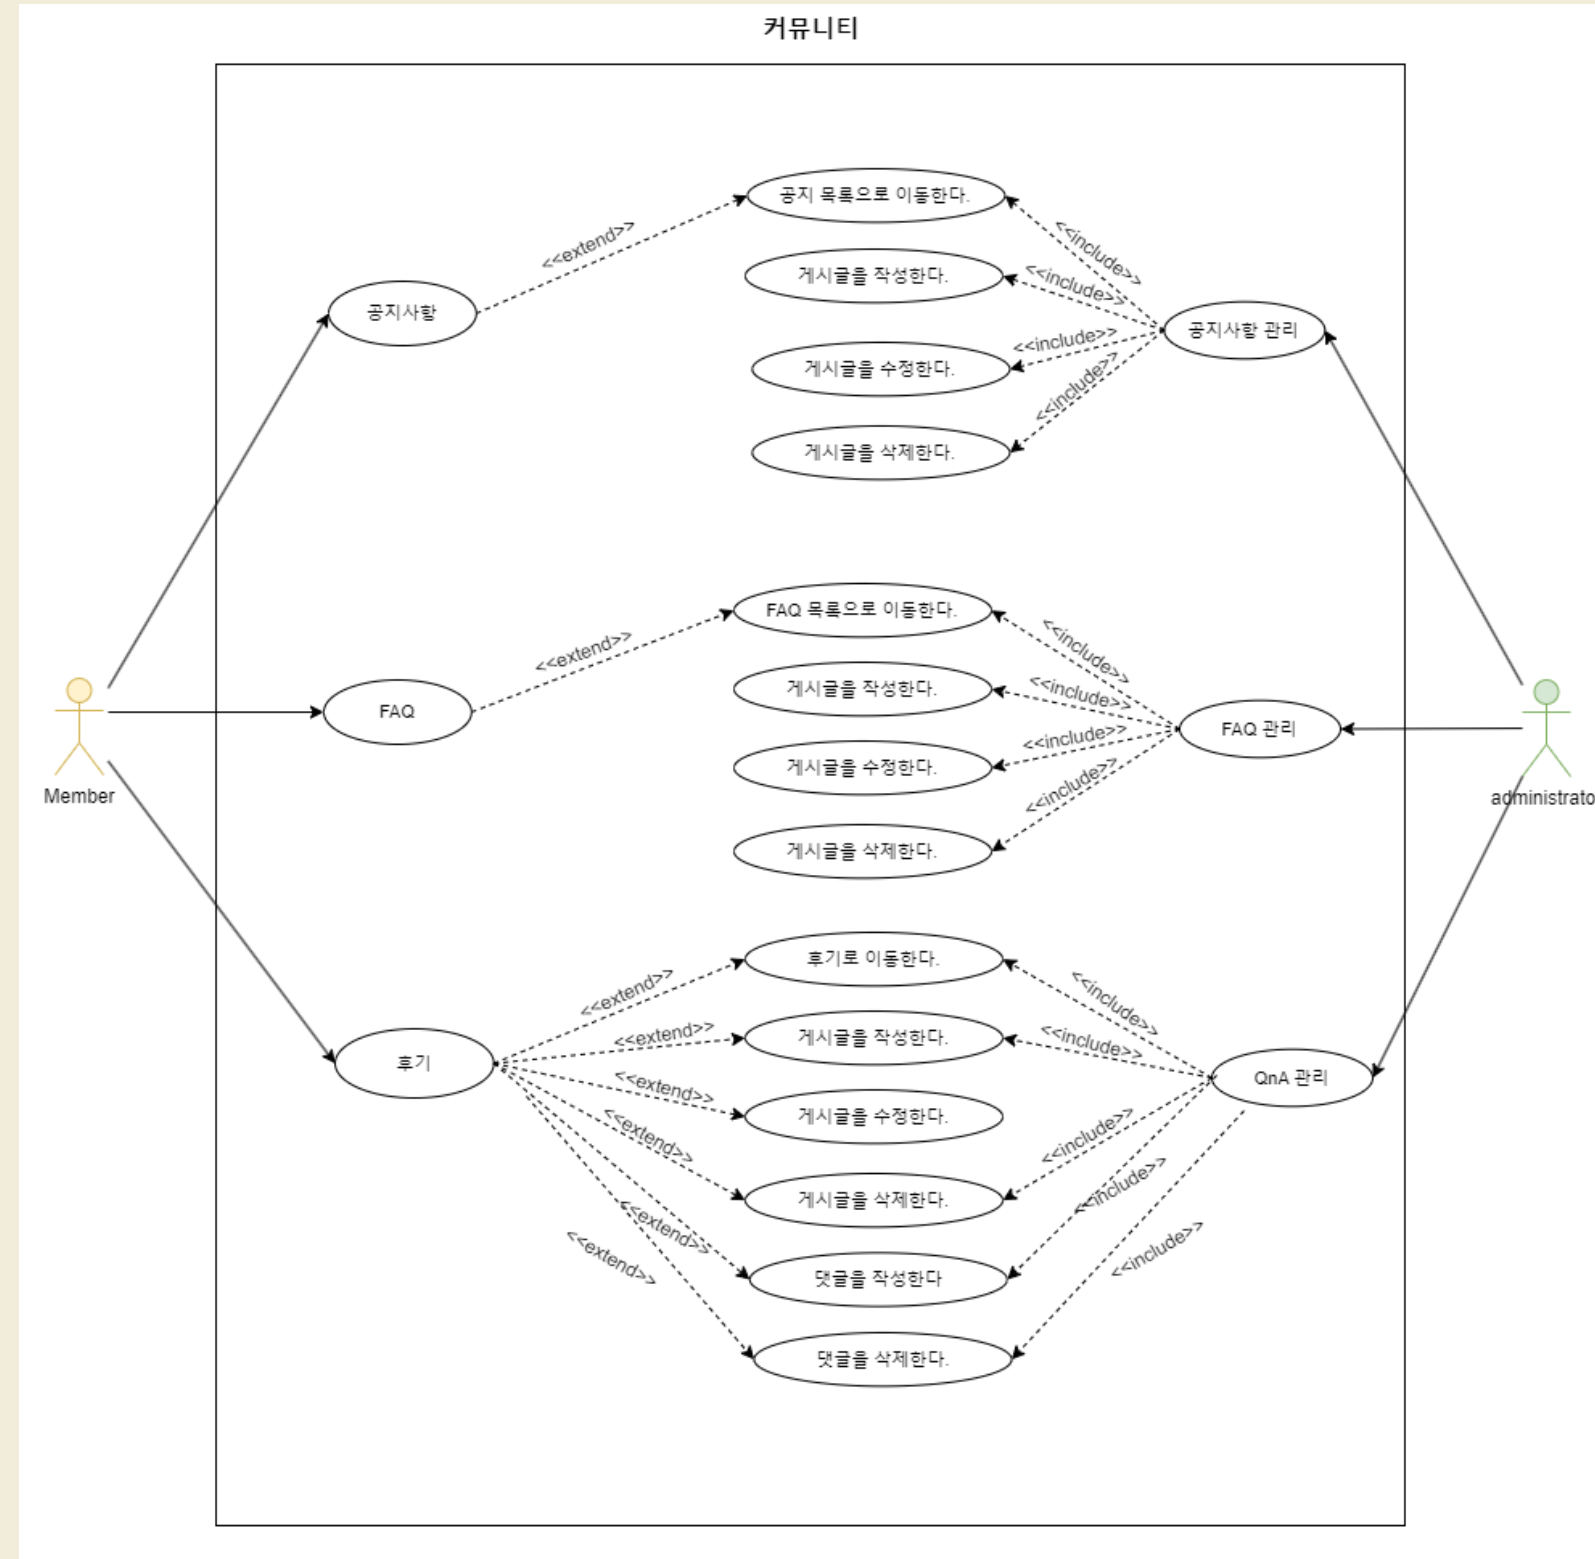 커뮤니티
공지 목록으로 이동한다.
<<extend>>
<<include>>
게시글을 작성한다.
<<include>>
공지사항
공지사항 관리
<<include>>
게시글을 수정한다.
<<include>>
게시글을 삭제한다.
FAQ 목록으로 이동한다.
<<extend>>
<<include>>
게시글을 작성한다.
<<include>>
FAQ
FAQ 관리
<<include>>
게시글을 수정한다.
<<include>>
Member
administrato
게시글을 삭제한다.
후기로 이동한다.
<<extend>>
<<include>>
<<extend>>
게시글을 작성한다.
<<include>>
후기
QnA 관리
<<extend>>
게시글을 수정한다.
<<extend>>
<<include>>
게시글을 삭제한다.
<<include>>
<<extend>>
<<extend>>
<<include>>
댓글을 작성한다
댓글을 삭제한다.